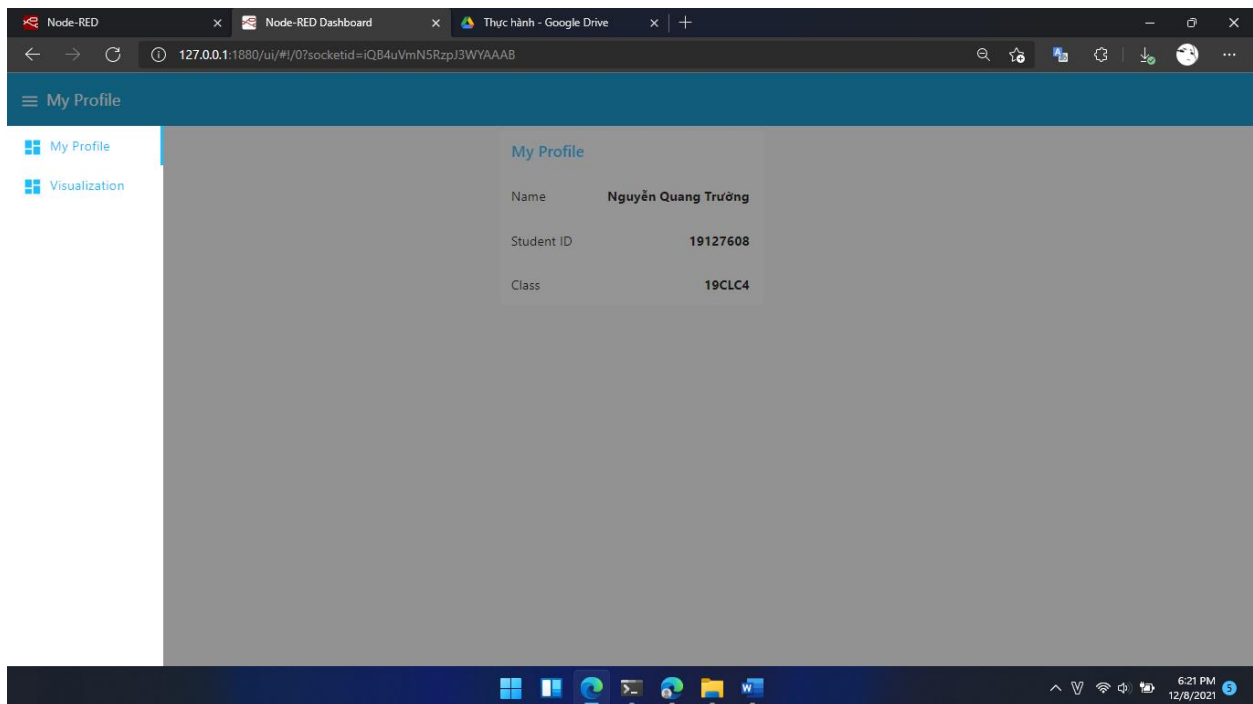 Node-RED
Node-RED Dashboard
Thực hành - Google Drive
127.0.0.1:1880/ui/#!/0?socketid=iQB4uVmN5RzpJ3WYAAAB
My Profile
My Profile
Visualization
My Profile
Name Nguyễn Quang Trường
Student ID 19127608
Class 19CLC4
6:21 PM
12/8/2021
5